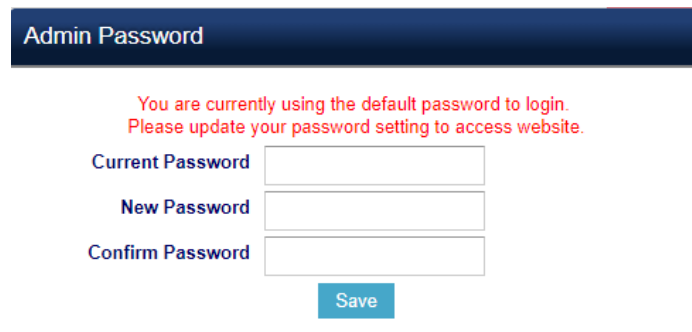 Admin Password
You are currently using the default password to login.
Please update your password setting to access website.
Current Password
New Password
Confirm Password
Save